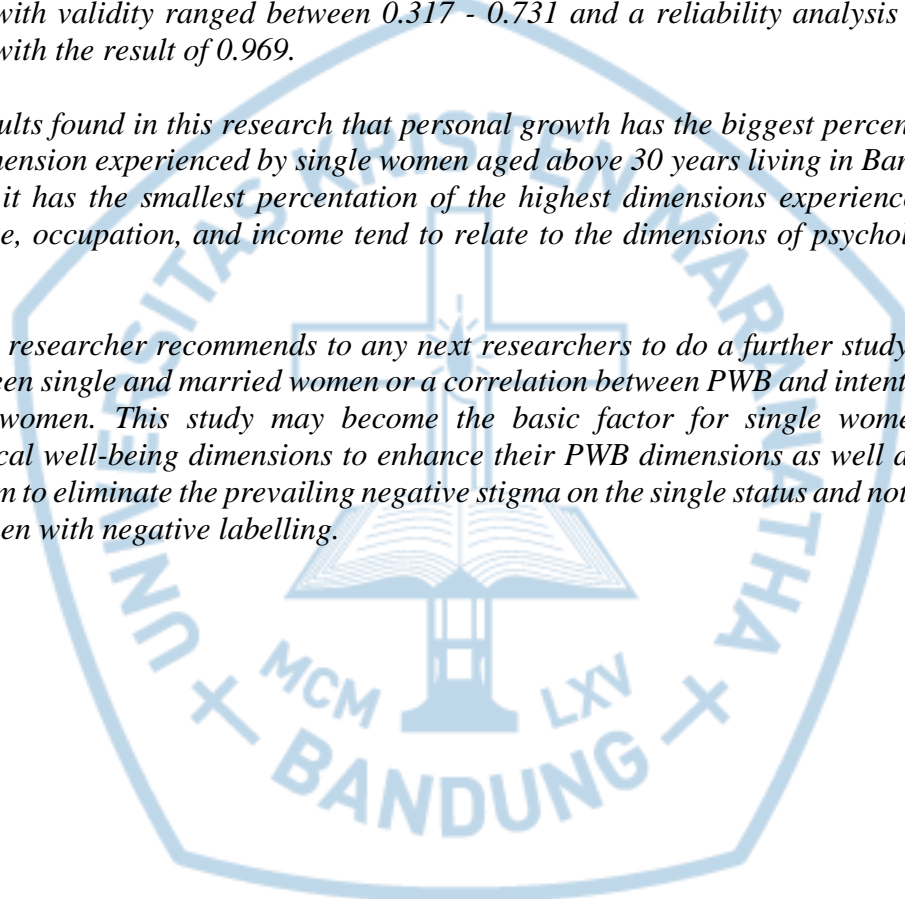 with validity ranged between 0.317 - 0.731 and a reliability analysis
with the result of 0.969.
ults found in this research that personal growth has the biggest percen
mension experienced by single women aged above 30 years living in Ban
it has the smallest percentation of the highest dimensions experienc
e, occupation, and income tend to relate to the dimensions of psychol
researcher recommends to any next researchers to do a further study
een single and married women or a correlation between PWB and intent
women. This study may become the basic factor for single wome
cal well-being dimensions to enhance their PWB dimensions as well a
m to eliminate the prevailing negative stigma on the single status and not
en with negative labelling.
UNIVERSITAS KRISTEN MARANATHA
MCM LXV
BANDUNG